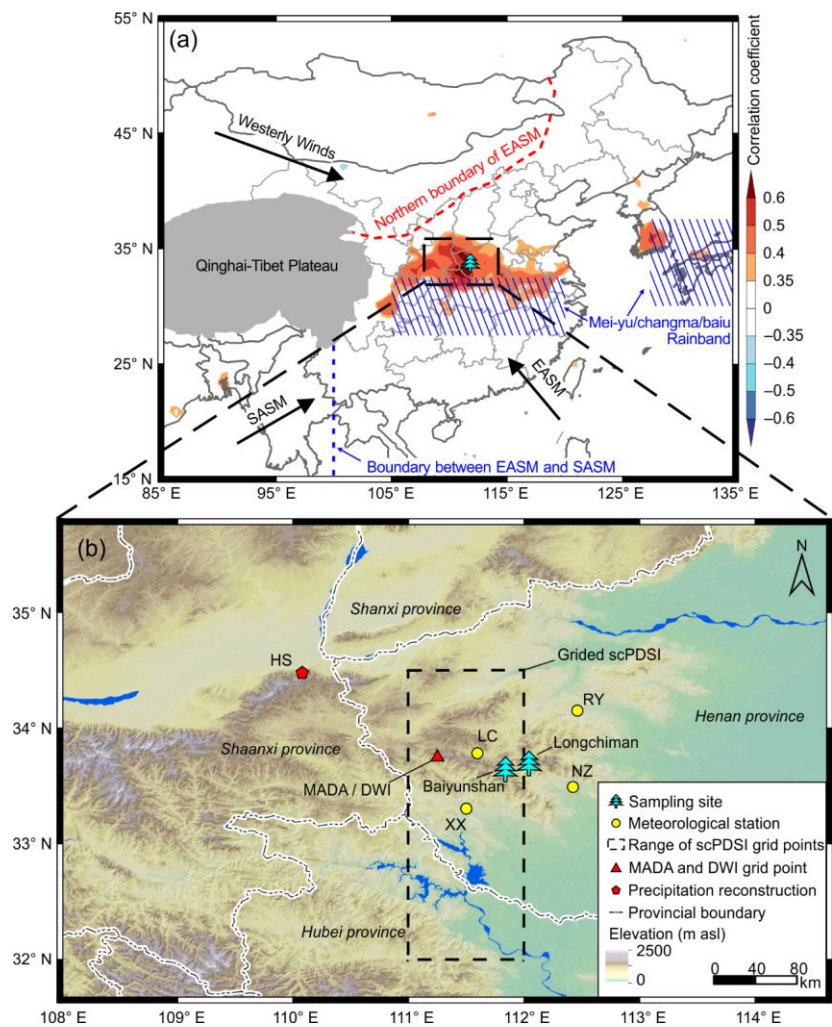 (a)
55° N
45° N
35° N
25° N
15° N
85° E
95° E
105° E
115° E
125° E
135° E
Westerly Winds
Northern boundary of EASM
Qinghai-Tibet Plateau
Mei-yu/changma/baiu
Rainband
SASM
EASM
Boundary between EASM and SASM
Correlation coefficient
0.6
0.5
0.4
0.35
0
−0.35
−0.4
−0.5
−0.6
(b)
N
35° N
34° N
33° N
32° N
108° E
109° E
110° E
111° E
112° E
113° E
114° E
Shanxi province
Grided scPDSI
HS
RY
Henan province
Shaanxi province
LC
Longchiman
MADA / DWI
Baiyunshan
NZ
XX
Hubei province
Sampling site
Meteorological station
Range of scPDSI grid points
MADA and DWI grid point
Precipitation reconstruction
Provincial boundary
Elevation (m asl)
2500
0
0 40 80
km